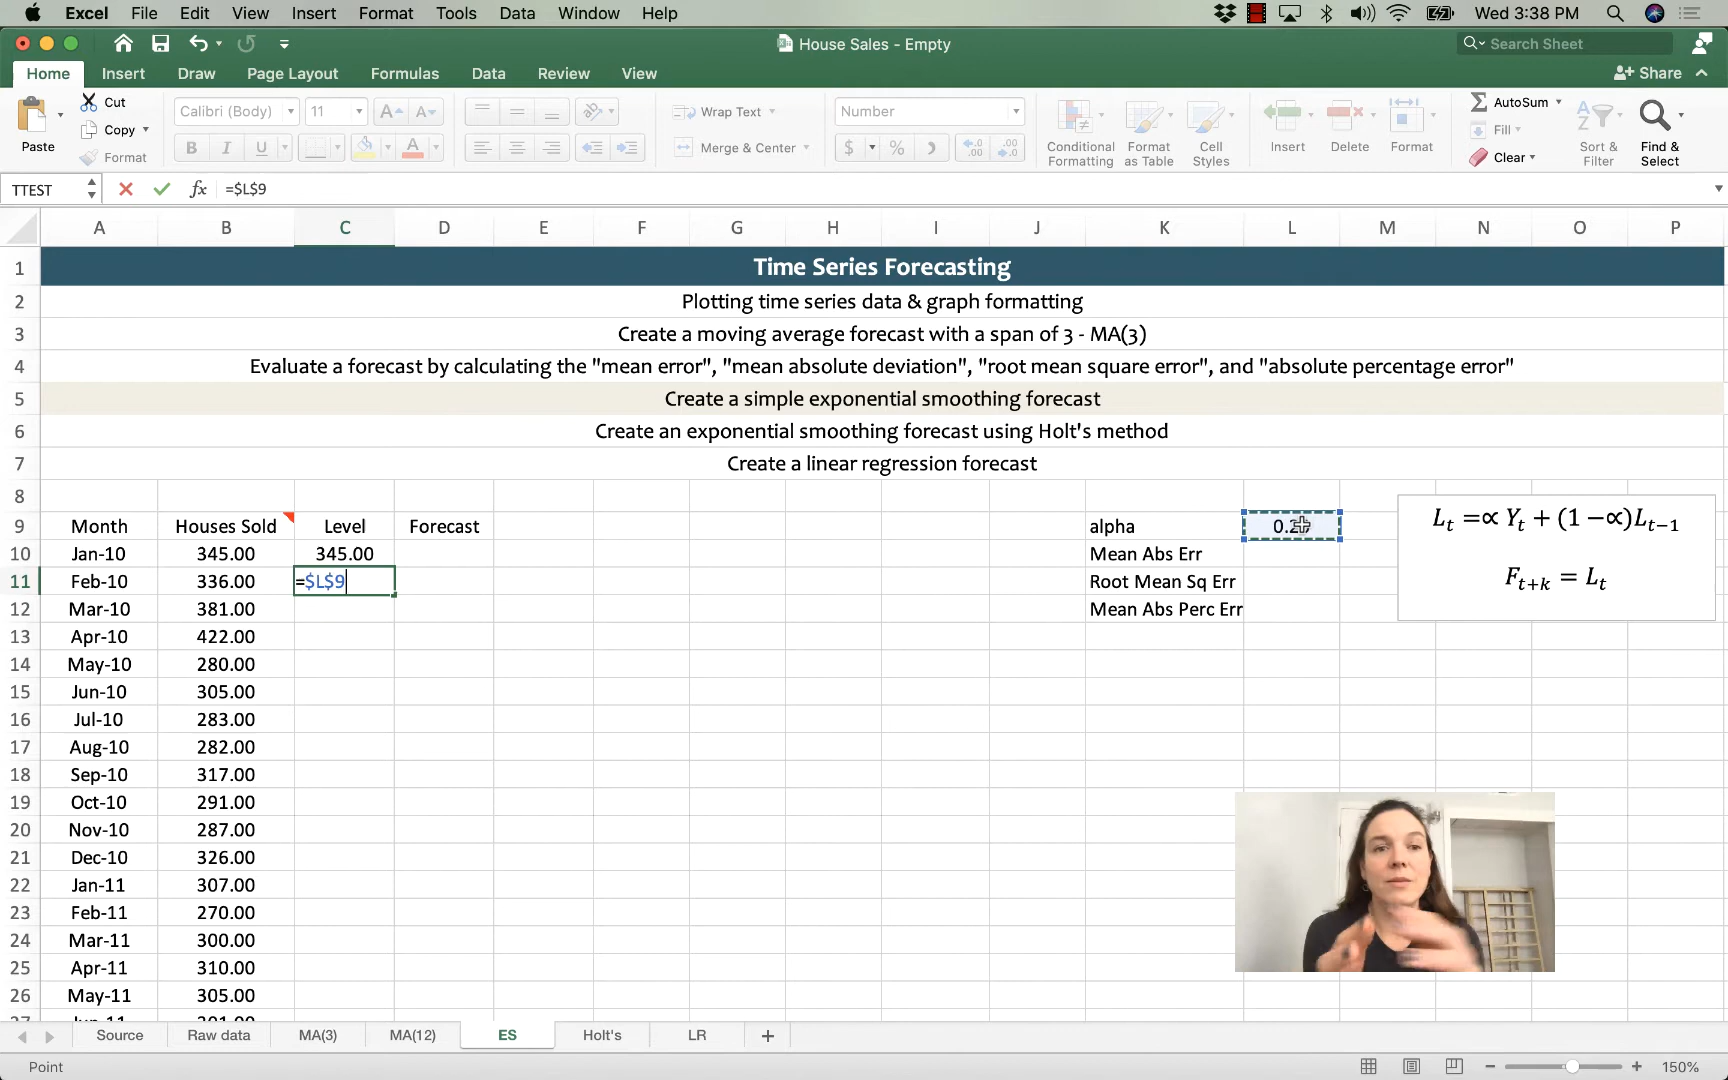 Excel File Edit View Insert Format Tools Data Window Help Wed 3:38 PM
House Sales - Empty
Search Sheet
Home Insert Draw Page Layout Formulas Data Review View Share
Paste
Cut
Copy
Format
Calibri (Body) 11
B I U
Wrap Text
Merge & Center
Number
$ % )
Conditional Formatting
Format as Table
Cell Styles
Insert
Delete
Format
AutoSum
Fill
Clear
Sort & Filter
Find & Select
TTEST fx =$L$9
A B C D E F G H I J K L M N O P
1 Time Series Forecasting
2 Plotting time series data & graph formatting
3 Create a moving average forecast with a span of 3 - MA(3)
4 Evaluate a forecast by calculating the "mean error", "mean absolute deviation", "root mean square error", and "absolute percentage error"
5 Create a simple exponential smoothing forecast
6 Create an exponential smoothing forecast using Holt's method
7 Create a linear regression forecast
8
9 Month Houses Sold Level Forecast alpha
10 Jan-10 345.00 345.00 Mean Abs Err
11 Feb-10 336.00 =$L$9 Root Mean Sq Err
12 Mar-10 381.00 Mean Abs Perc Err
13 Apr-10 422.00
14 May-10 280.00
15 Jun-10 305.00
16 Jul-10 283.00
17 Aug-10 282.00
18 Sep-10 317.00
19 Oct-10 291.00
20 Nov-10 287.00
21 Dec-10 326.00
22 Jan-11 307.00
23 Feb-11 270.00
24 Mar-11 300.00
25 Apr-11 310.00
26 May-11 305.00
Lₜ =∝ Yₜ + (1 −∝)Lₜ₋₁
Fₜ₊ₖ = Lₜ
Source Raw data MA(3) MA(12) ES Holt's LR +
Point 150%